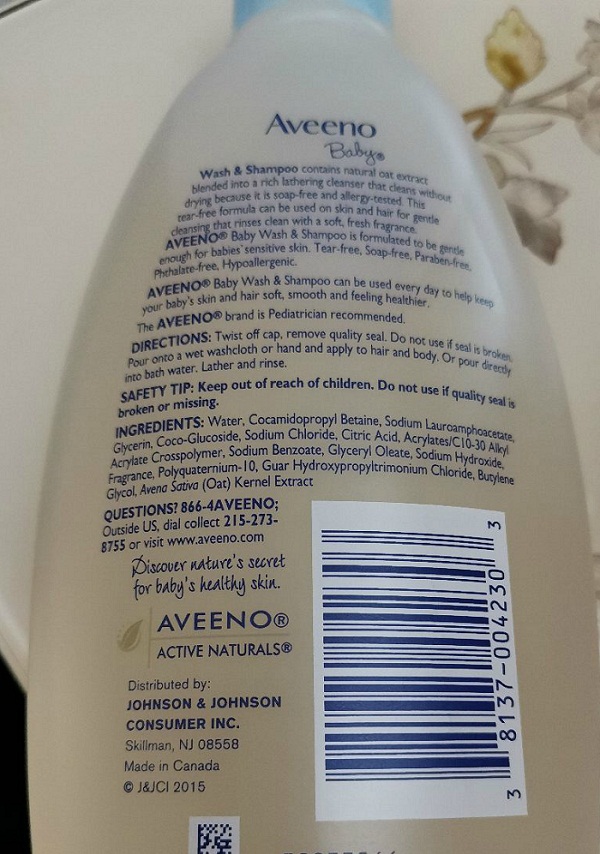 Aveeno
Baby®
Wash & Shampoo contains natural oat extract
blended into a rich lathering cleanser that cleans without
drying because it is soap-free and allergy-tested. This
tear-free formula can be used on skin and hair for gentle
cleansing that rinses clean with a soft, fresh fragrance.
AVEENO® Baby Wash & Shampoo is formulated to be gentle
enough for babies' sensitive skin. Tear-free, Soap-free, Paraben-free,
Phthalate-free, Hypoallergenic.
AVEENO® Baby Wash & Shampoo can be used every day to help keep
your baby's skin and hair soft, smooth and feeling healthier.
The AVEENO® brand is Pediatrician recommended.
DIRECTIONS: Twist off cap, remove quality seal. Do not use if seal is broken.
Pour onto a wet washcloth or hand and apply to hair and body. Or pour directly
into bath water. Lather and rinse.
SAFETY TIP: Keep out of reach of children. Do not use if quality seal is
broken or missing.
INGREDIENTS: Water, Cocamidopropyl Betaine, Sodium Lauroamphoacetate,
Glycerin, Coco-Glucoside, Sodium Chloride, Citric Acid, Acrylates/C10-30 Alkyl
Acrylate Crosspolymer, Sodium Benzoate, Glyceryl Oleate, Sodium Hydroxide,
Fragrance, Polyquaternium-10, Guar Hydroxypropyltrimonium Chloride, Butylene
Glycol, Avena Sativa (Oat) Kernel Extract
QUESTIONS? 866-4AVEENO;
Outside US, dial collect 215-273-
8755 or visit www.aveeno.com
Discover nature's secret
for baby's healthy skin.
AVEENO®
ACTIVE NATURALS®
Distributed by:
JOHNSON & JOHNSON
CONSUMER INC.
Skillman, NJ 08558
Made in Canada
© J&JCI 2015
3 8137-004230 3